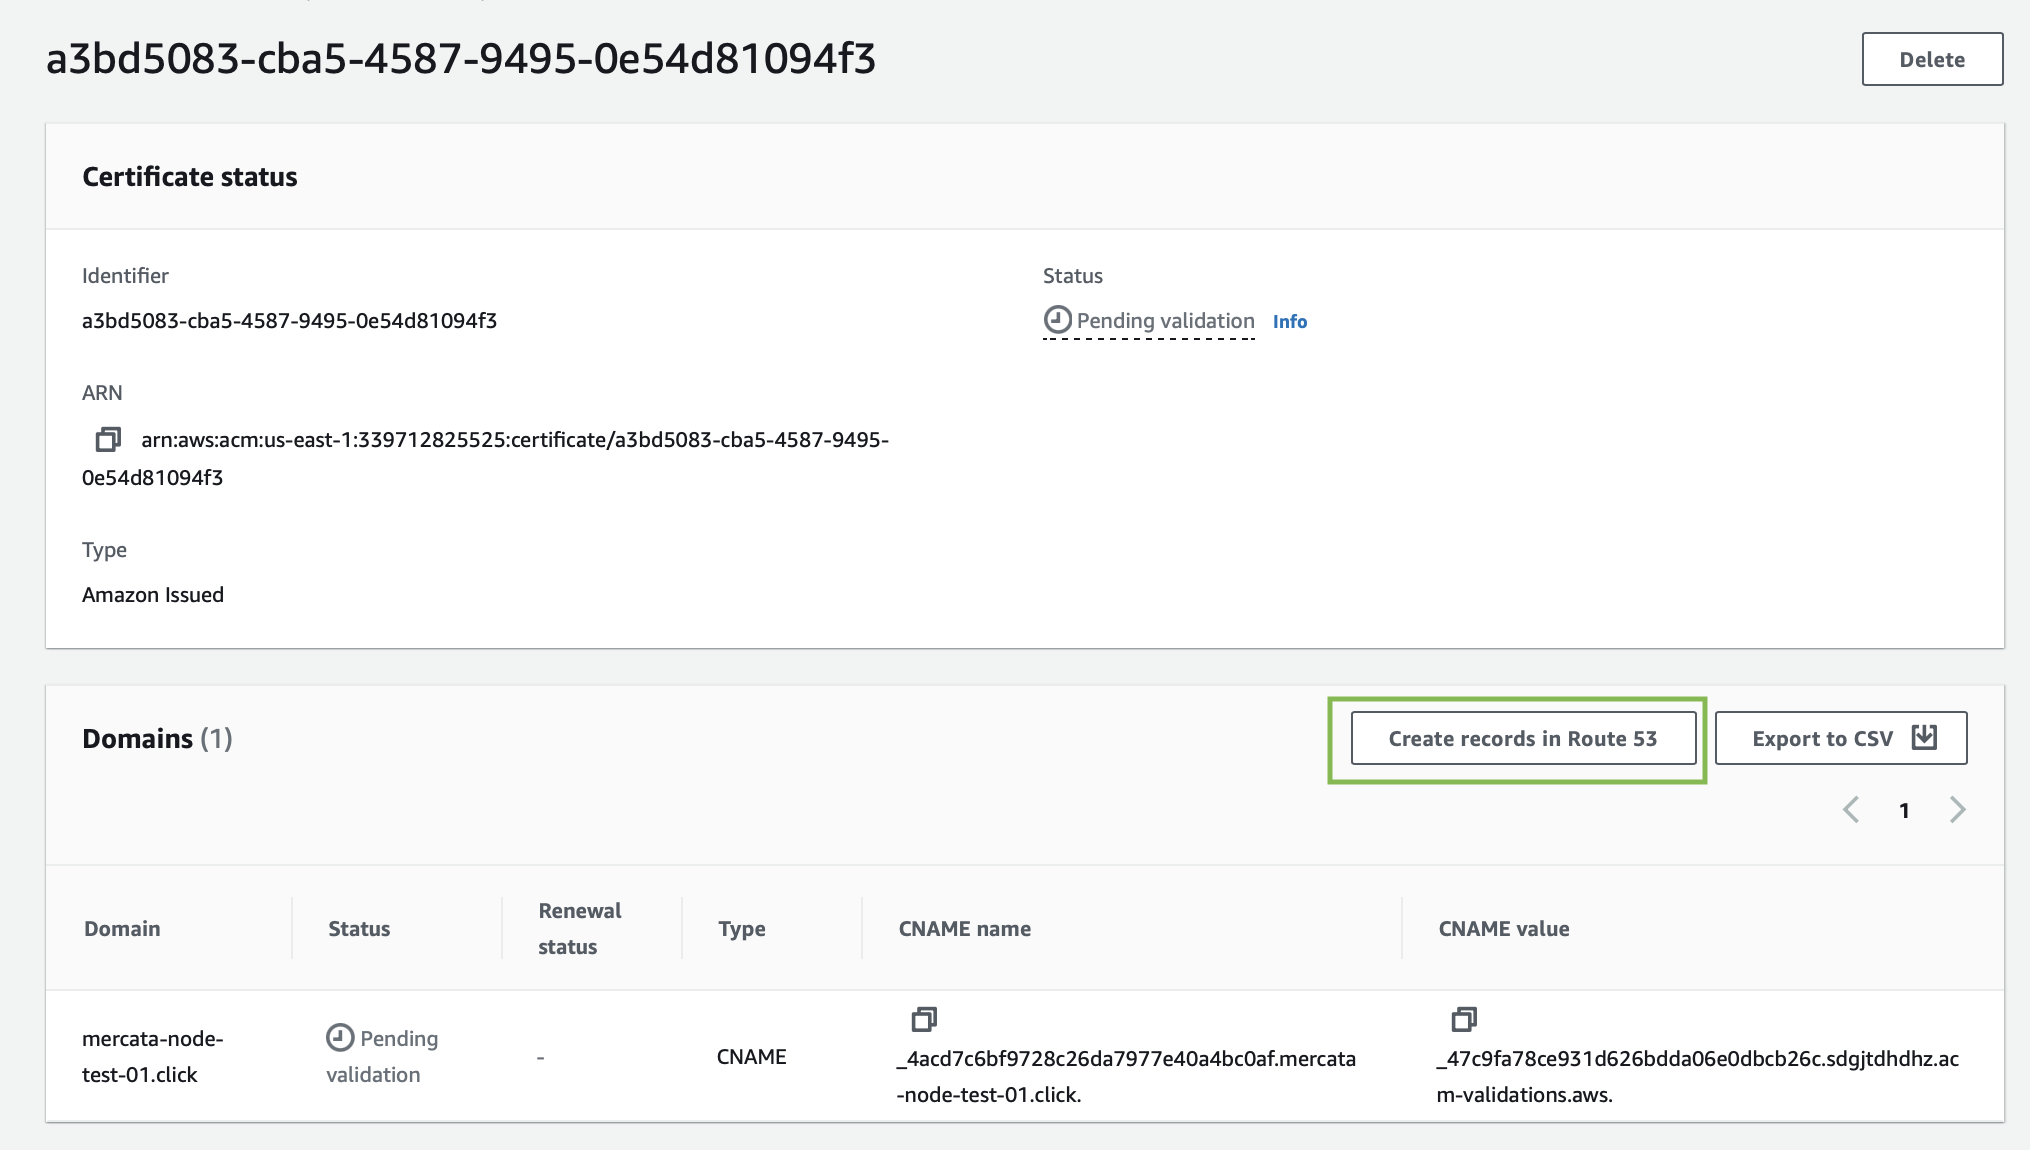 a3bd5083-cba5-4587-9495-0e54d81094f3
Delete
Certificate status
Identifier
Status
a3bd5083-cba5-4587-9495-0e54d81094f3
Pending validation Info
ARN
arn:aws:acm:us-east-1:339712825525:certificate/a3bd5083-cba5-4587-9495-
0e54d81094f3
Type
Amazon Issued
Domains (1)
Create records in Route 53
Export to CSV
1
Domain
Status
Renewal
status
Type
CNAME name
CNAME value
mercata-node-
test-01.click
Pending
validation
-
CNAME
_4acd7c6bf9728c26da7977e40a4bc0af.mercata
-node-test-01.click.
_47c9fa78ce931d626bdda06e0dbcb26c.sdgjtdhdhz.ac
m-validations.aws.